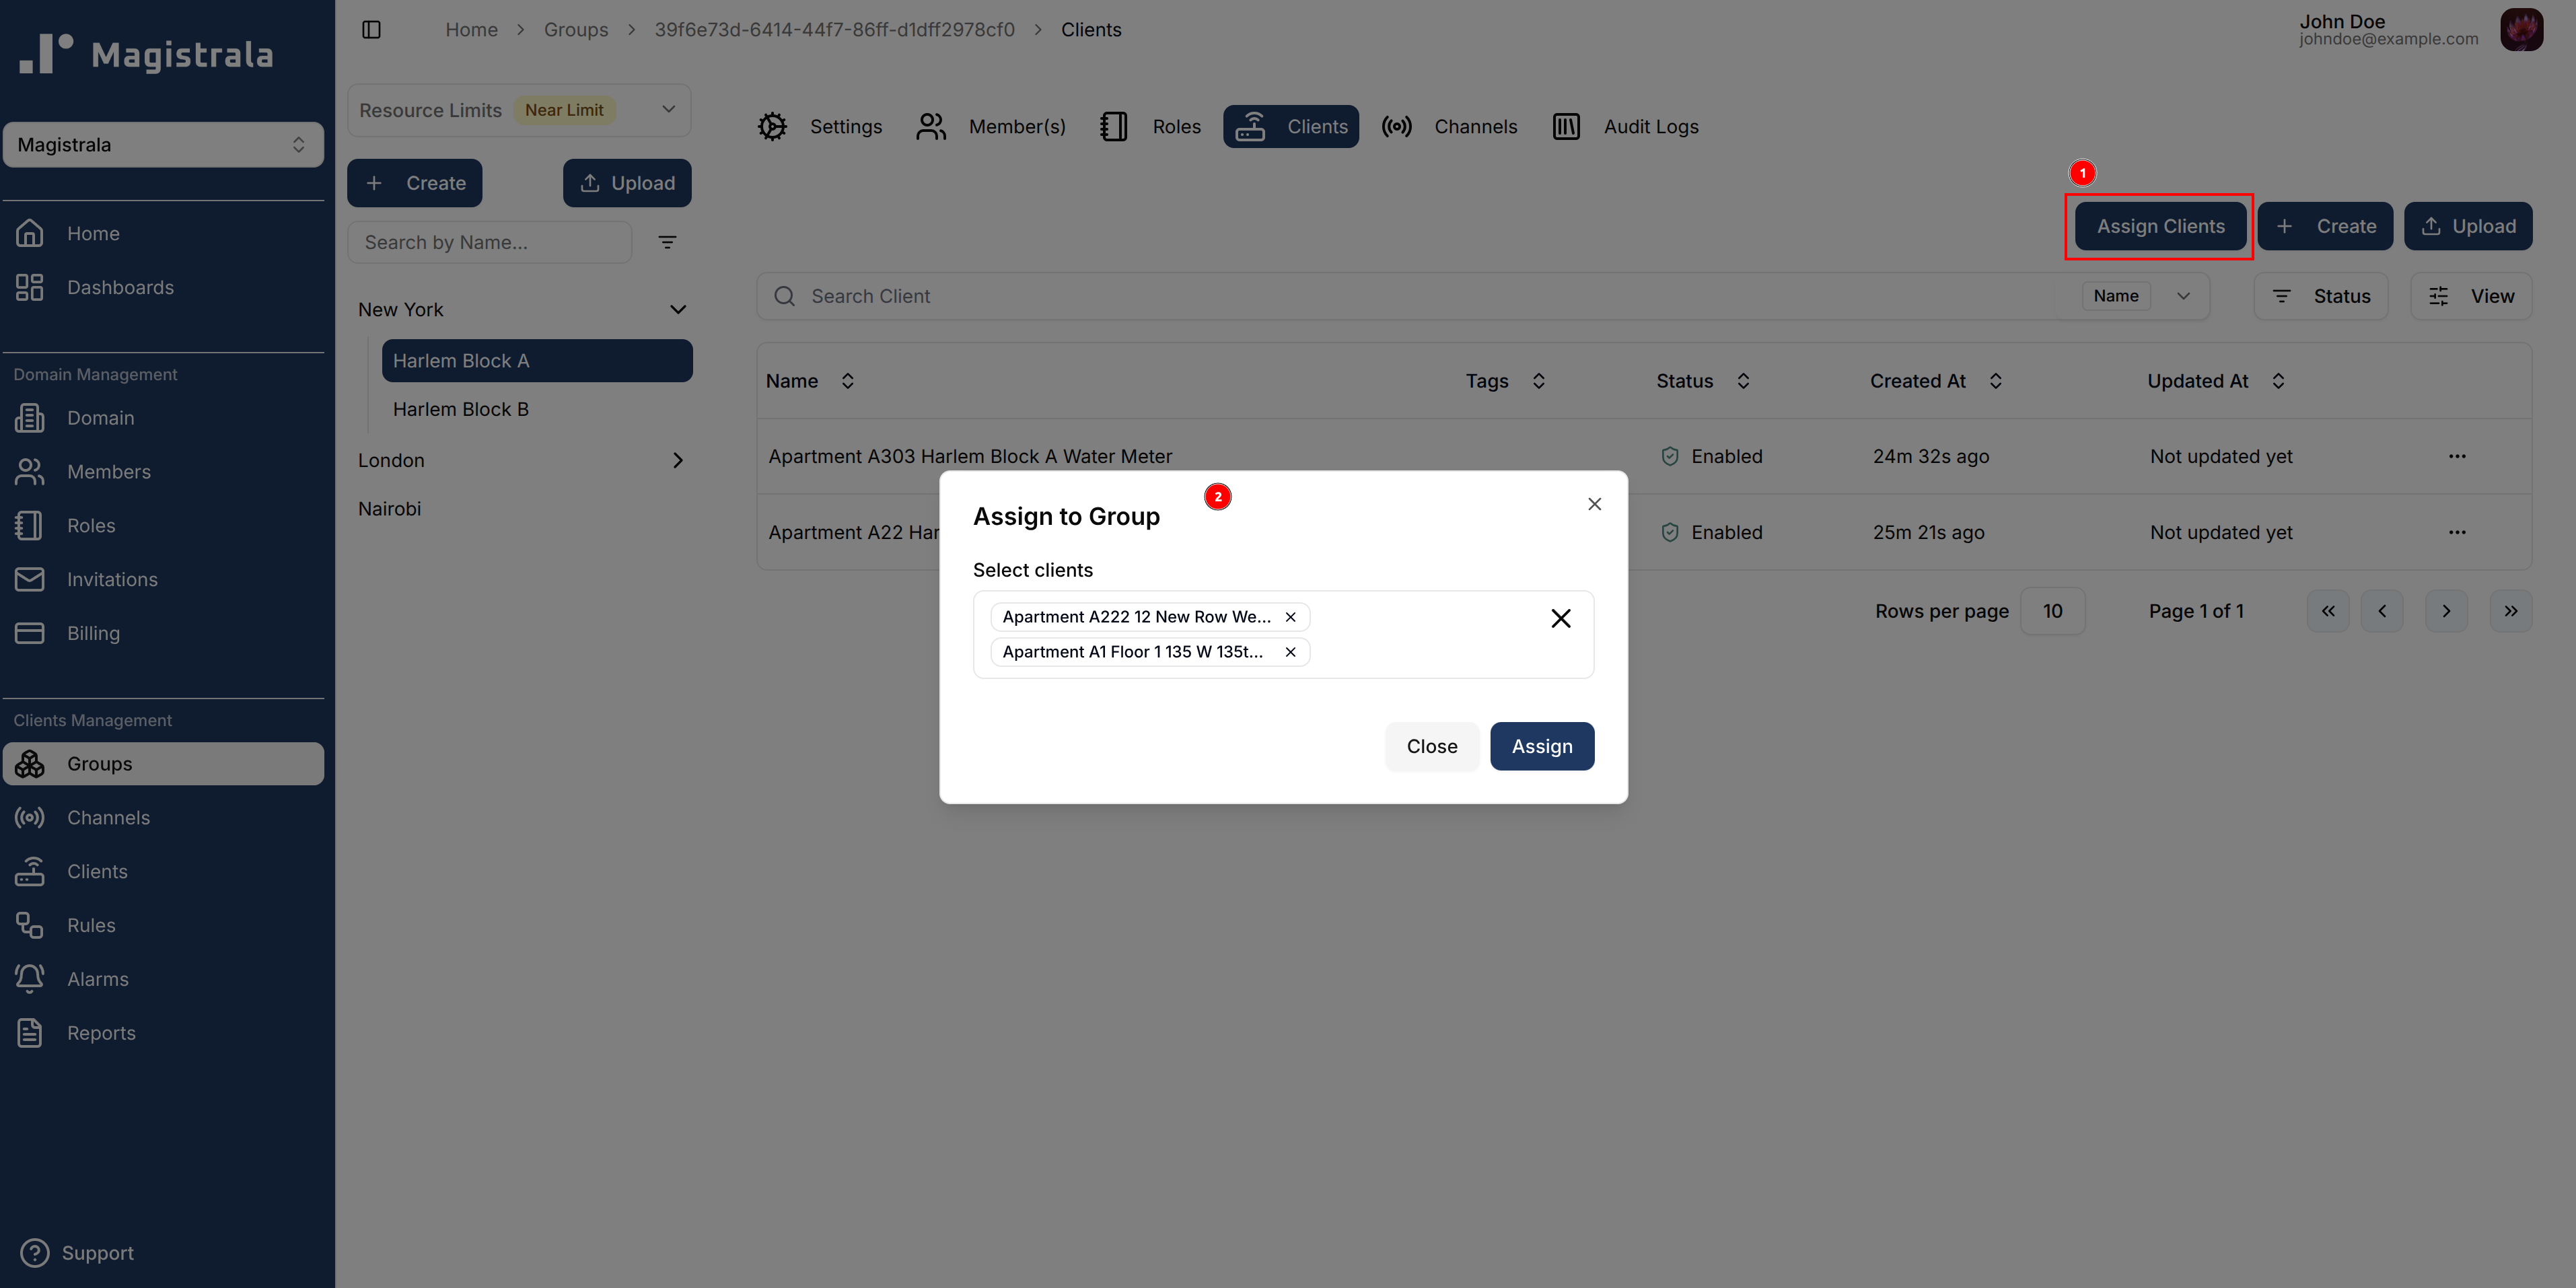 Magistrala
Magistrala
Home
Dashboards
Domain Management
Domain
Members
Roles
Invitations
Billing
Clients Management
Groups
Channels
Clients
Rules
Alarms
Reports
Support
Home > Groups > 39f6e73d-6414-44f7-86ff-d1dff2978cf0 > Clients
John Doe
johndoe@example.com
Resource Limits Near Limit
+ Create Upload
Search by Name...
New York
Harlem Block A
Harlem Block B
London
Nairobi
Settings Member(s) Roles Clients Channels Audit Logs
1
Assign Clients + Create Upload
Search Client Name Status View
Name Tags Status Created At Updated At
Apartment A303 Harlem Block A Water Meter Enabled 24m 32s ago Not updated yet ...
Apartment A22 Har Enabled 25m 21s ago Not updated yet ...
Rows per page 10 Page 1 of 1
2
Assign to Group
Select clients
Apartment A222 12 New Row We...
Apartment A1 Floor 1 135 W 135t...
Close Assign